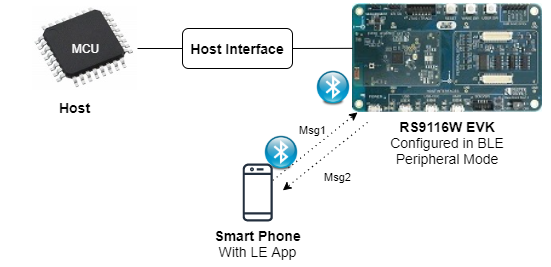 MCU
Host Interface
Host
RS9116W EVK
Configured in BLE
Peripheral Mode
Msg1
Msg2
Smart Phone
With LE App